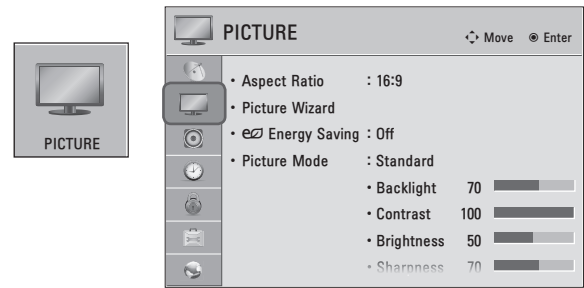 PICTURE
PICTURE
Move Enter
• Aspect Ratio : 16:9
• Picture Wizard
• Energy Saving : Off
• Picture Mode : Standard
• Backlight 70
• Contrast 100
• Brightness 50
• Sharpness 70